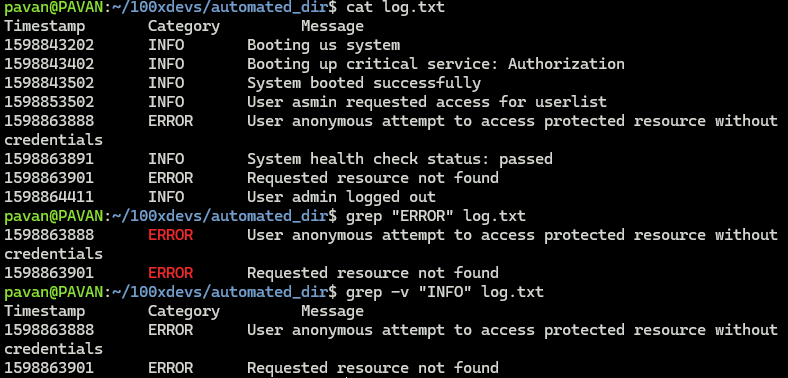 pavan@PAVAN:~/100xdevs/automated_dir$ cat log.txt
Timestamp       Category         Message
1598843202      INFO       Booting us system
1598843402      INFO       Booting up critical service: Authorization
1598843502      INFO       System booted successfully
1598853502      INFO       User asmin requested access for userlist
1598863888      ERROR      User anonymous attempt to access protected resource without
credentials
1598863891      INFO       System health check status: passed
1598863901      ERROR      Requested resource not found
1598864411      INFO       User admin logged out
pavan@PAVAN:~/100xdevs/automated_dir$ grep "ERROR" log.txt
1598863888      ERROR      User anonymous attempt to access protected resource without
credentials
1598863901      ERROR      Requested resource not found
pavan@PAVAN:~/100xdevs/automated_dir$ grep -v "INFO" log.txt
Timestamp       Category         Message
1598863888      ERROR      User anonymous attempt to access protected resource without
credentials
1598863901      ERROR      Requested resource not found